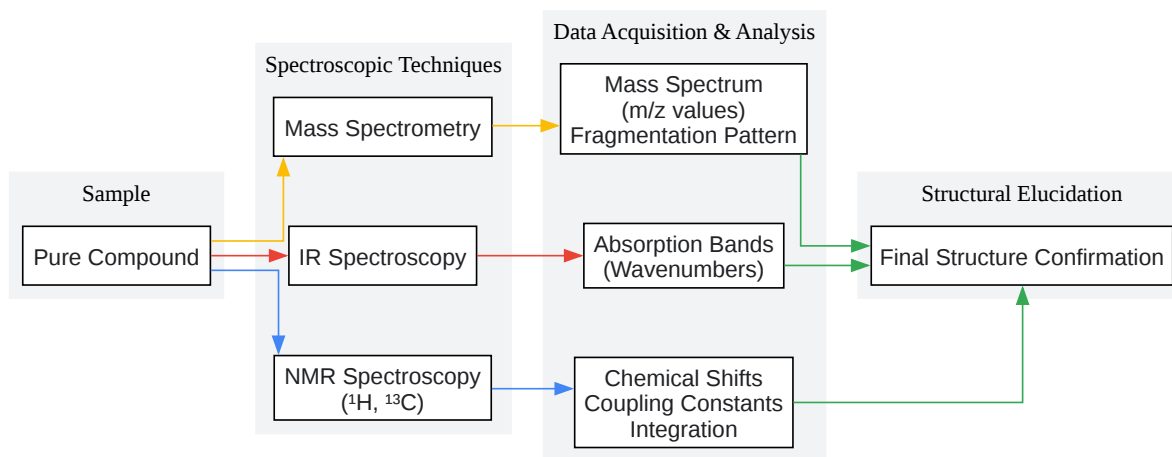 Sample
Pure Compound
Spectroscopic Techniques
Mass Spectrometry
IR Spectroscopy
NMR Spectroscopy
(¹H, ¹³C)
Data Acquisition & Analysis
Mass Spectrum
(m/z values)
Fragmentation Pattern
Absorption Bands
(Wavenumbers)
Chemical Shifts
Coupling Constants
Integration
Structural Elucidation
Final Structure Confirmation